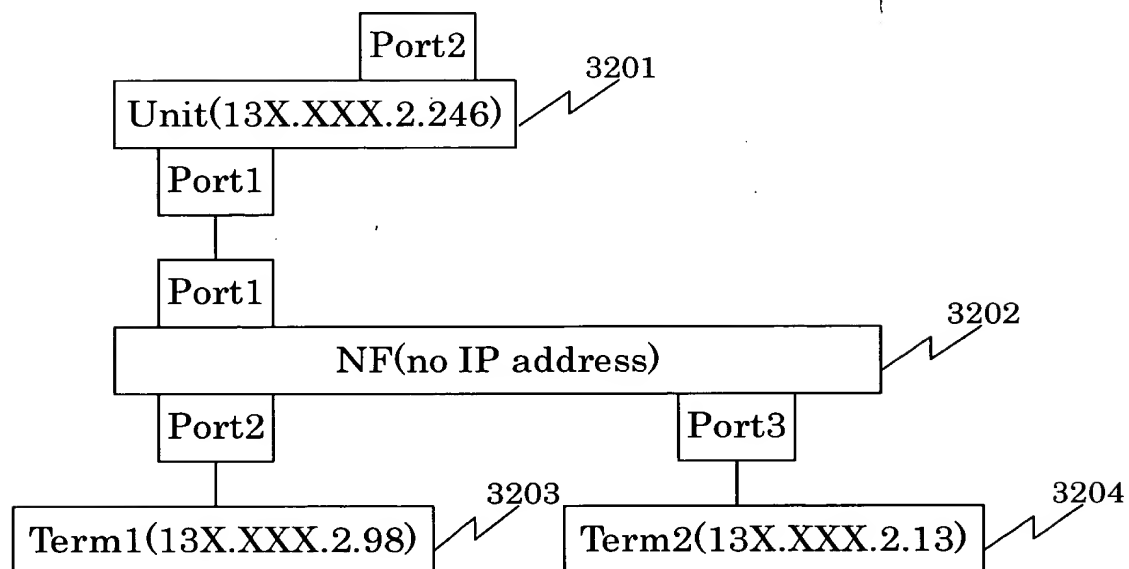 Port2
3201
Unit(13X.XXX.2.246)
Port1
Port1
3202
NF(no IP address)
Port2
Port3
3203
3204
Term1(13X.XXX.2.98)
Term2(13X.XXX.2.13)